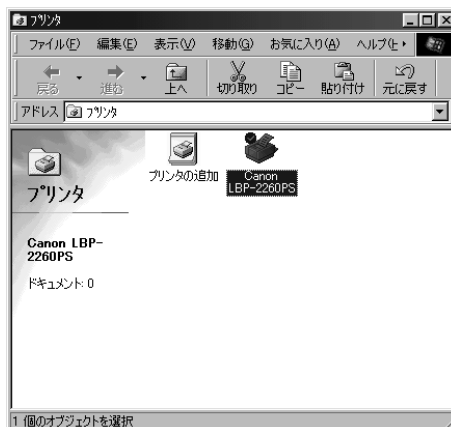 プリンタ
ファイル(F) 編集(E) 表示(V) 移動(G) お気に入り(A) ヘルプ(H)
戻る 進む 上へ 切り取り コピー 貼り付け 元に戻す
アドレス プリンタ
プリンタ
Canon LBP-
2260PS
ドキュメント: 0
プリンタの追加
Canon
LBP-2260PS
1 個のオブジェクトを選択